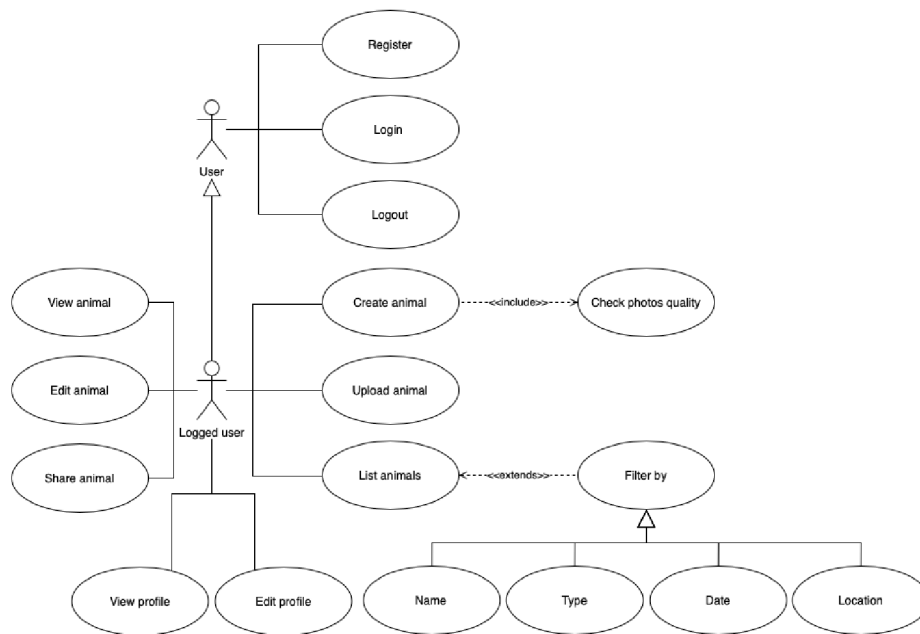 Register
Login
User
Logout
View animal
Create animal
<<include>>
Check photos quality
Edit animal
Upload animal
Logged user
Share animal
List animals
<<extends>>
Filter by
View profile
Edit profile
Name
Type
Date
Location